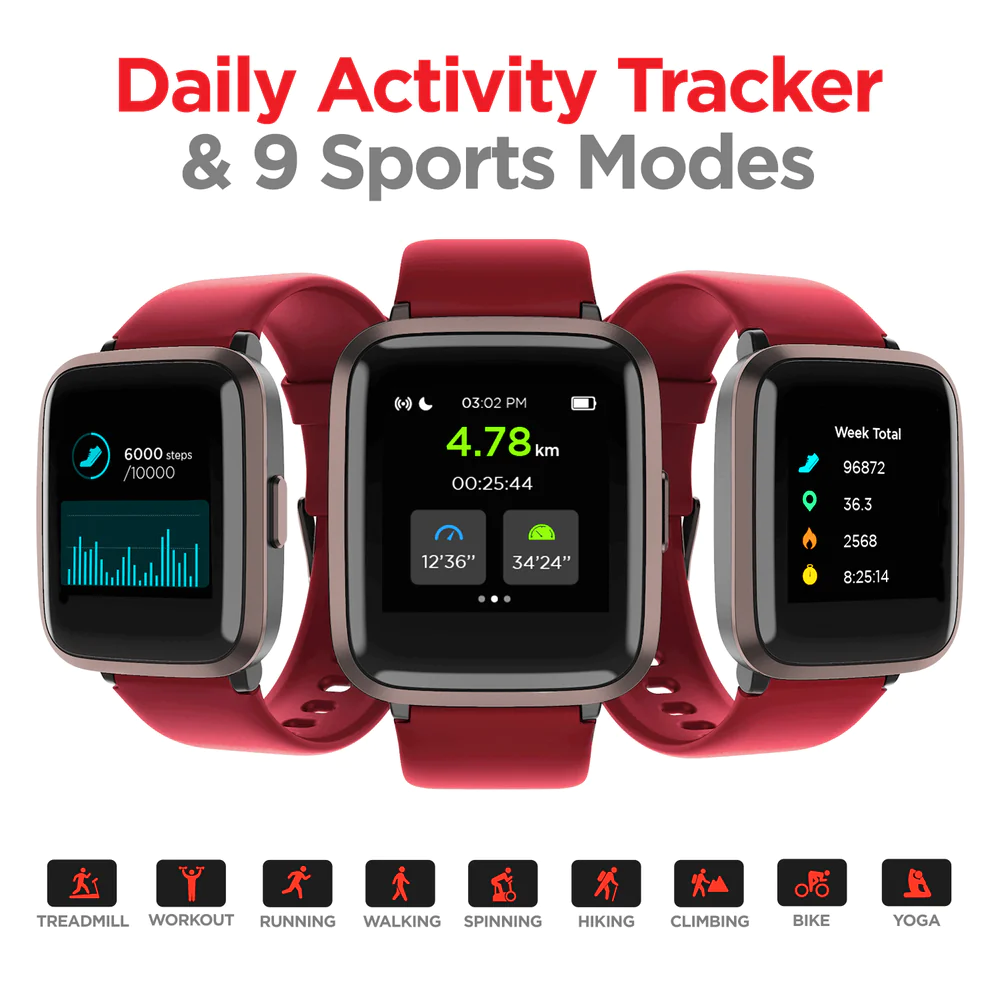 Daily Activity Tracker
& 9 Sports Modes
6000 steps
/10000
03:02 PM
4.78 km
00:25:44
12'36’’
34'24’’
Week Total
96872
36.3
2568
8:25:14
TREADMILL
WORKOUT
RUNNING
WALKING
SPINNING
HIKING
CLIMBING
BIKE
YOGA